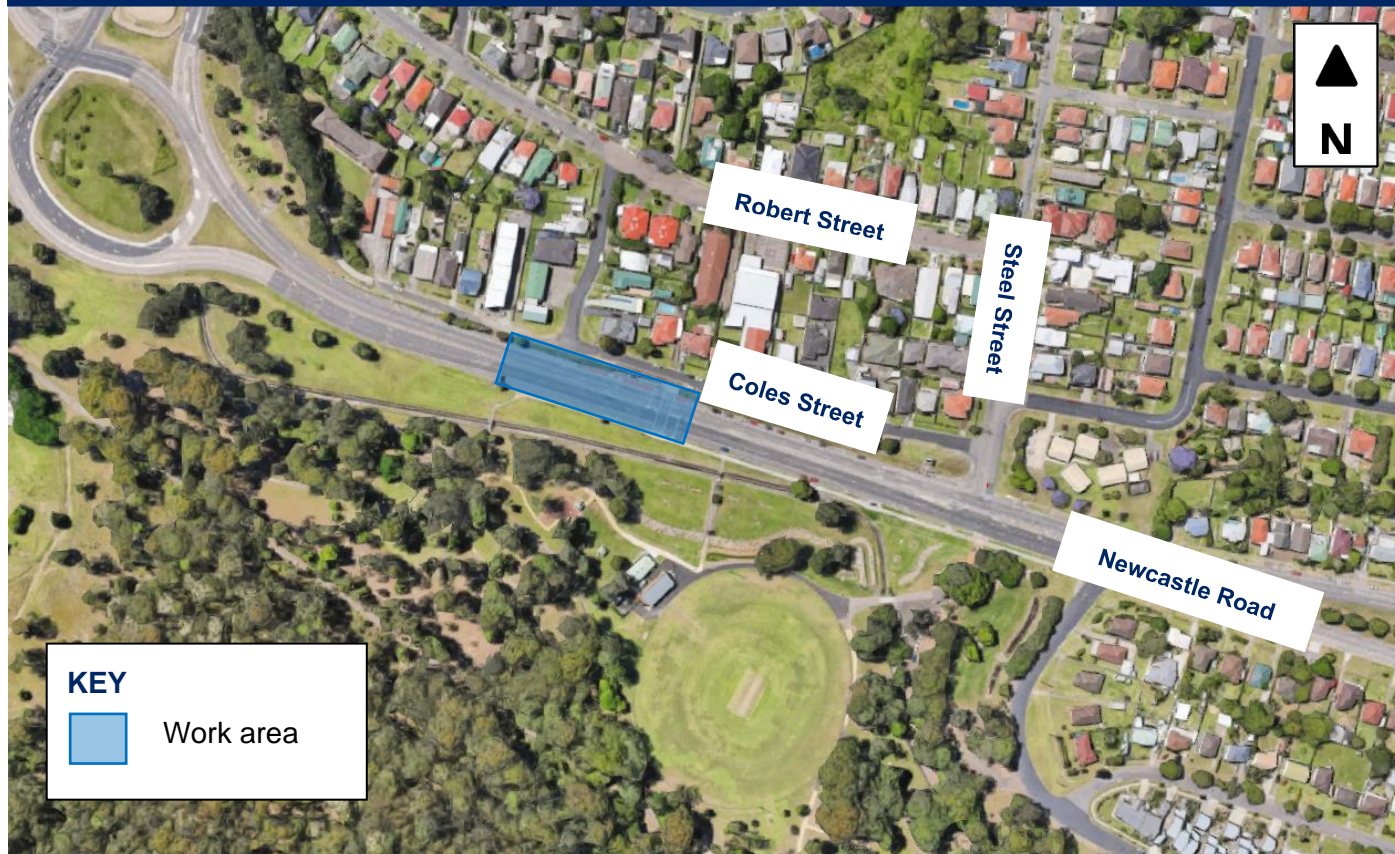 N
Robert Street
Steel Street
Coles Street
Newcastle Road
KEY
Work area